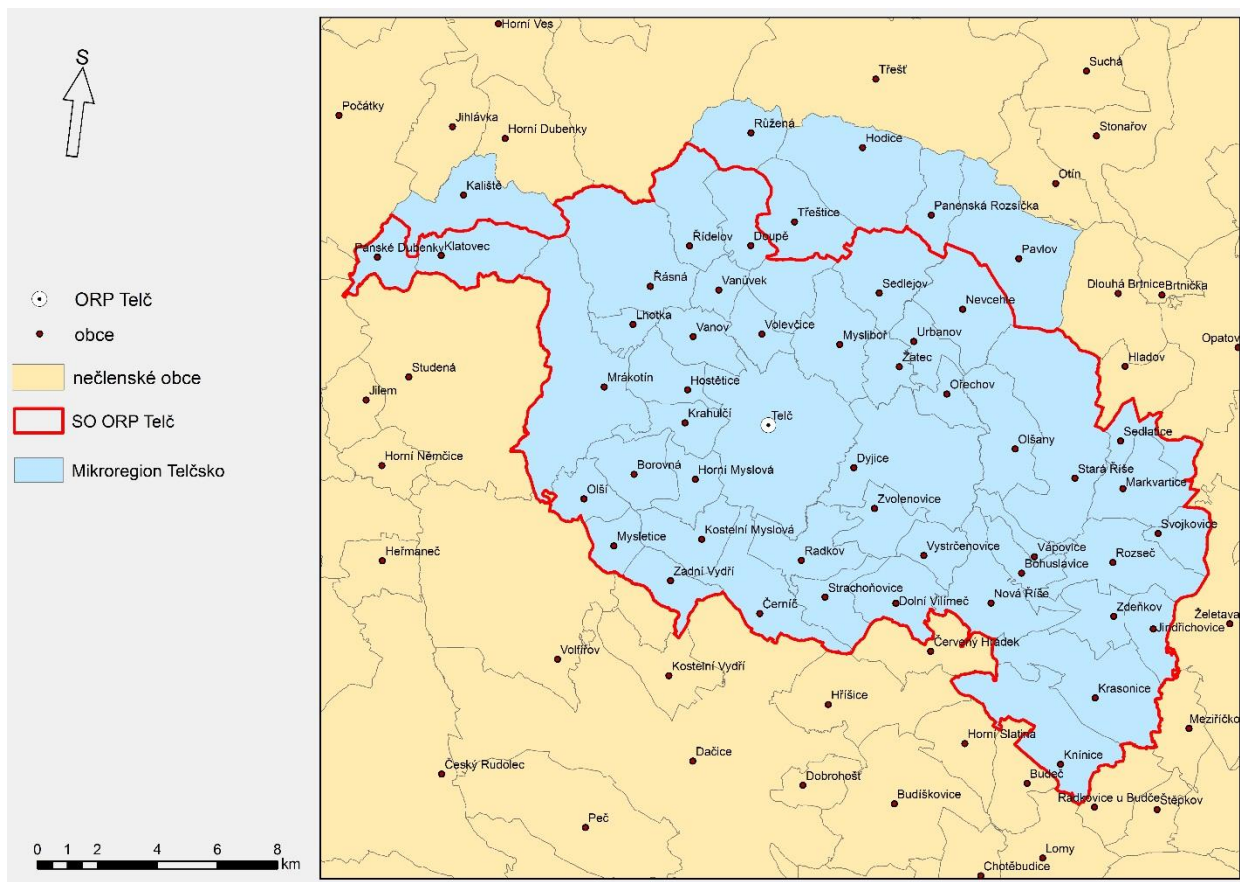 S
ORP Telč
obce
nečlenské obce
SO ORP Telč
Mikroregion Telčsko
0 2 4 8
km
Horní Ves
Třešť
Suchá
Počátky
Jihlávka
Horní Dubenky
Růžená
Hodice
Stonařov
Otín
Kaliště
Třeštice
Panenská Rozsíčka
Panské Dubenky
Klatovec
Řídelov
Doupě
Pavlov
Řásná
Vanůvek
Sedlejov
Nevcehle
Dlouhá Brtnice
Brtnička
Lhotka
Vanov
Volevčice
Mysliboř
Urbanov
Opatov
Žatec
Hladov
Studená
Jilem
Mrákotín
Hostětice
Ořechov
Krahulčí
Telč
Sedlatice
Olšany
Horní Němčice
Borovná
Horní Myslová
Dyjice
Stará Říše
Markvartice
Olší
Zvolenovice
Svojkovice
Mysletice
Kostelní Myslová
Radkov
Vystrčenovice
Vápovice
Rozseč
Heřmaneč
Bohuslavice
Zadní Vydří
Strachoňovice
Dolní Vilímeč
Nová Říše
Černíč
Zdeňkov
Želetava
Jindřichovice
Volfířov
Červený Hrádek
Kostelní Vydří
Krasonice
Hříšice
Meziříčko
Horní Slatina
Dačice
Knínice
Český Rudolec
Dobrohošť
Budeč
Budíškovice
Radkovice u Budče
Štěpkov
Peč
Lomy
Chotěbudice